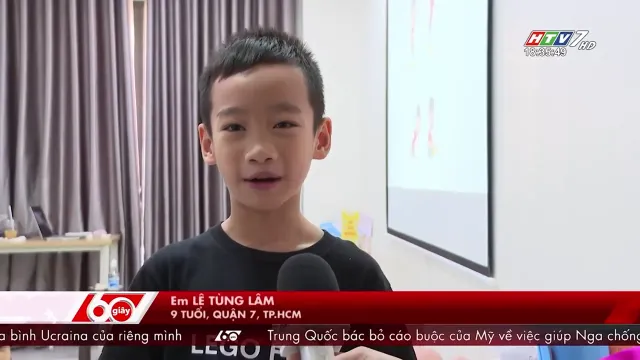 HTV7 HD
18:35:49
Em LÊ TÙNG LÂM
60 giây
9 TUỔI, QUẬN 7, TP.HCM
LEGO
a bình Ucraina của riêng mình 60 Trung Quốc bác bỏ cáo buộc của Mỹ về việc giúp Nga chống